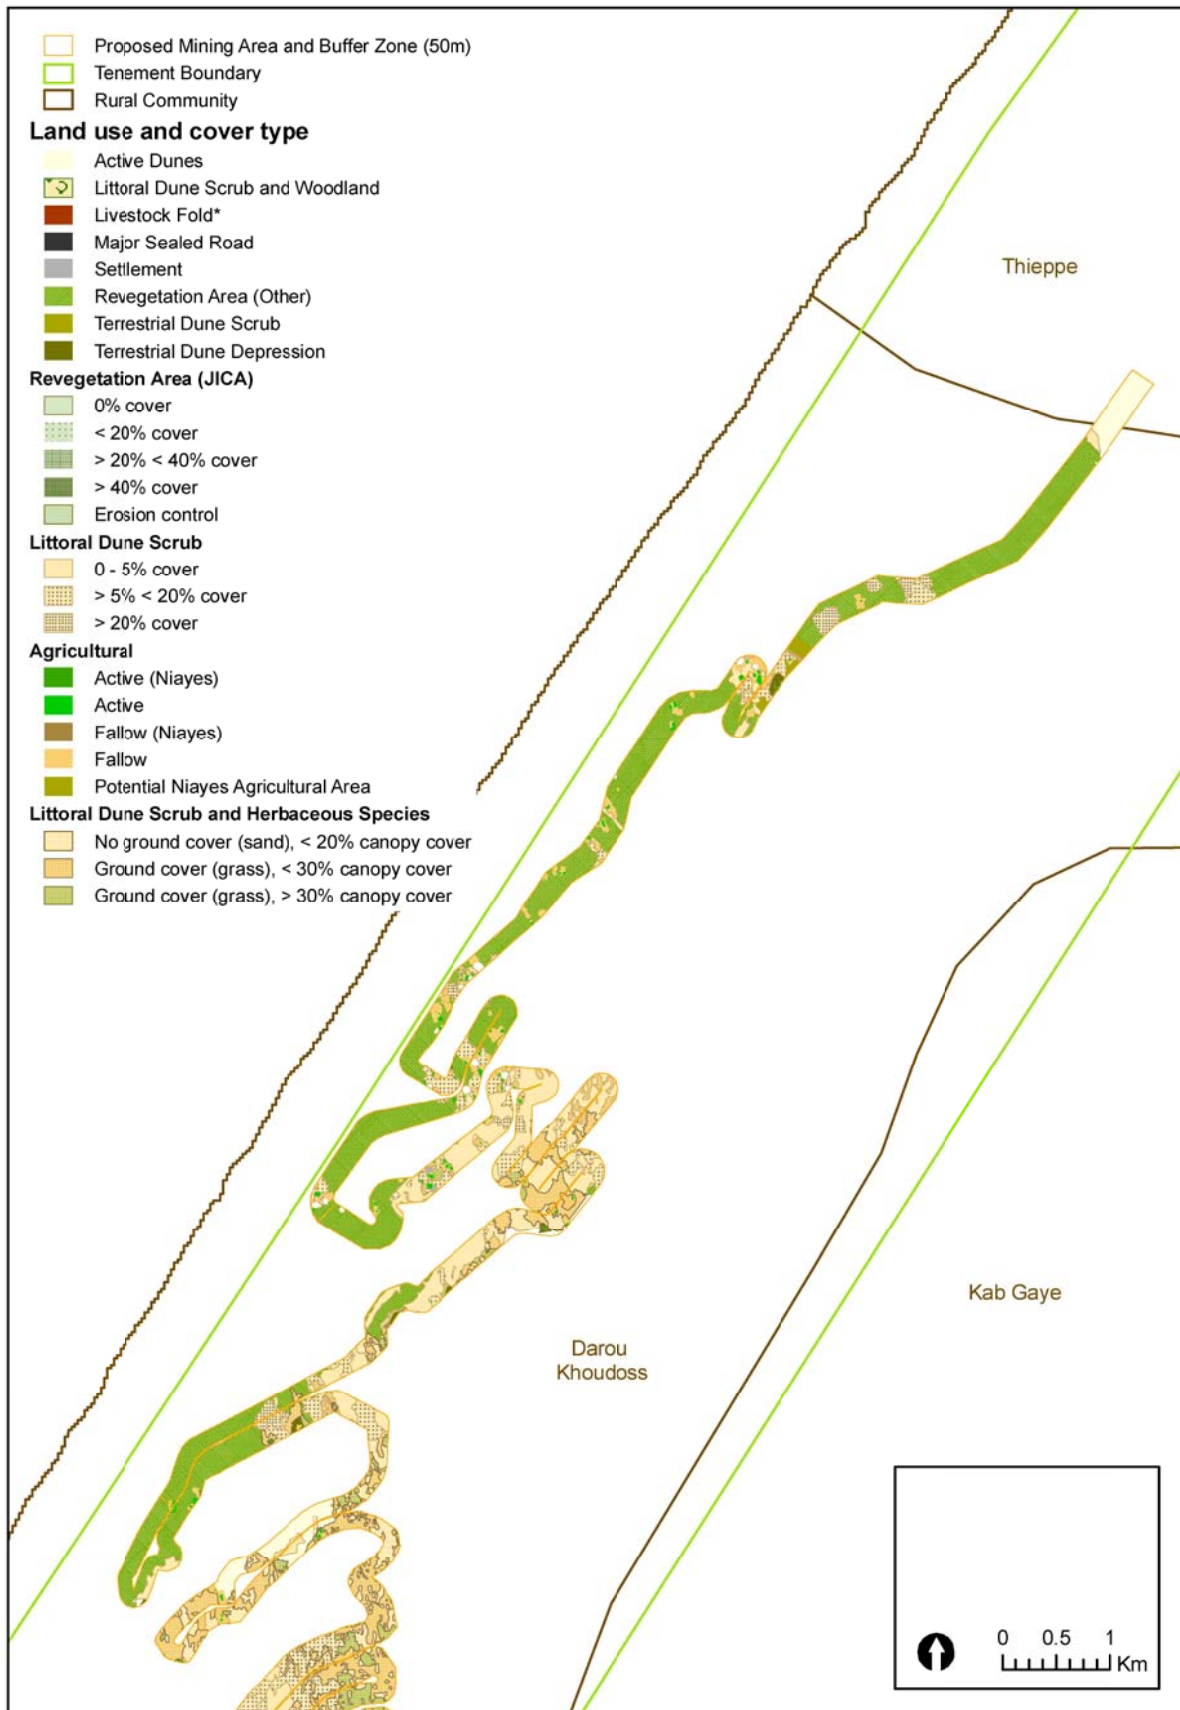 Proposed Mining Area and Buffer Zone (50m)
Tenement Boundary
Rural Community
Land use and cover type
Active Dunes
Littoral Dune Scrub and Woodland
Livestock Fold*
Major Sealed Road
Settlement
Revegetation Area (Other)
Terrestrial Dune Scrub
Terrestrial Dune Depression
Revegetation Area (JICA)
0% cover
< 20% cover
> 20% < 40% cover
> 40% cover
Erosion control
Littoral Dune Scrub
0 - 5% cover
> 5% < 20% cover
> 20% cover
Agricultural
Active (Niayes)
Active
Fallow (Niayes)
Fallow
Potential Niayes Agricultural Area
Littoral Dune Scrub and Herbaceous Species
No ground cover (sand), < 20% canopy cover
Ground cover (grass), < 30% canopy cover
Ground cover (grass), > 30% canopy cover
Thieppe
Kab Gaye
Darou
Khoudoss
0 0.5 1
Km